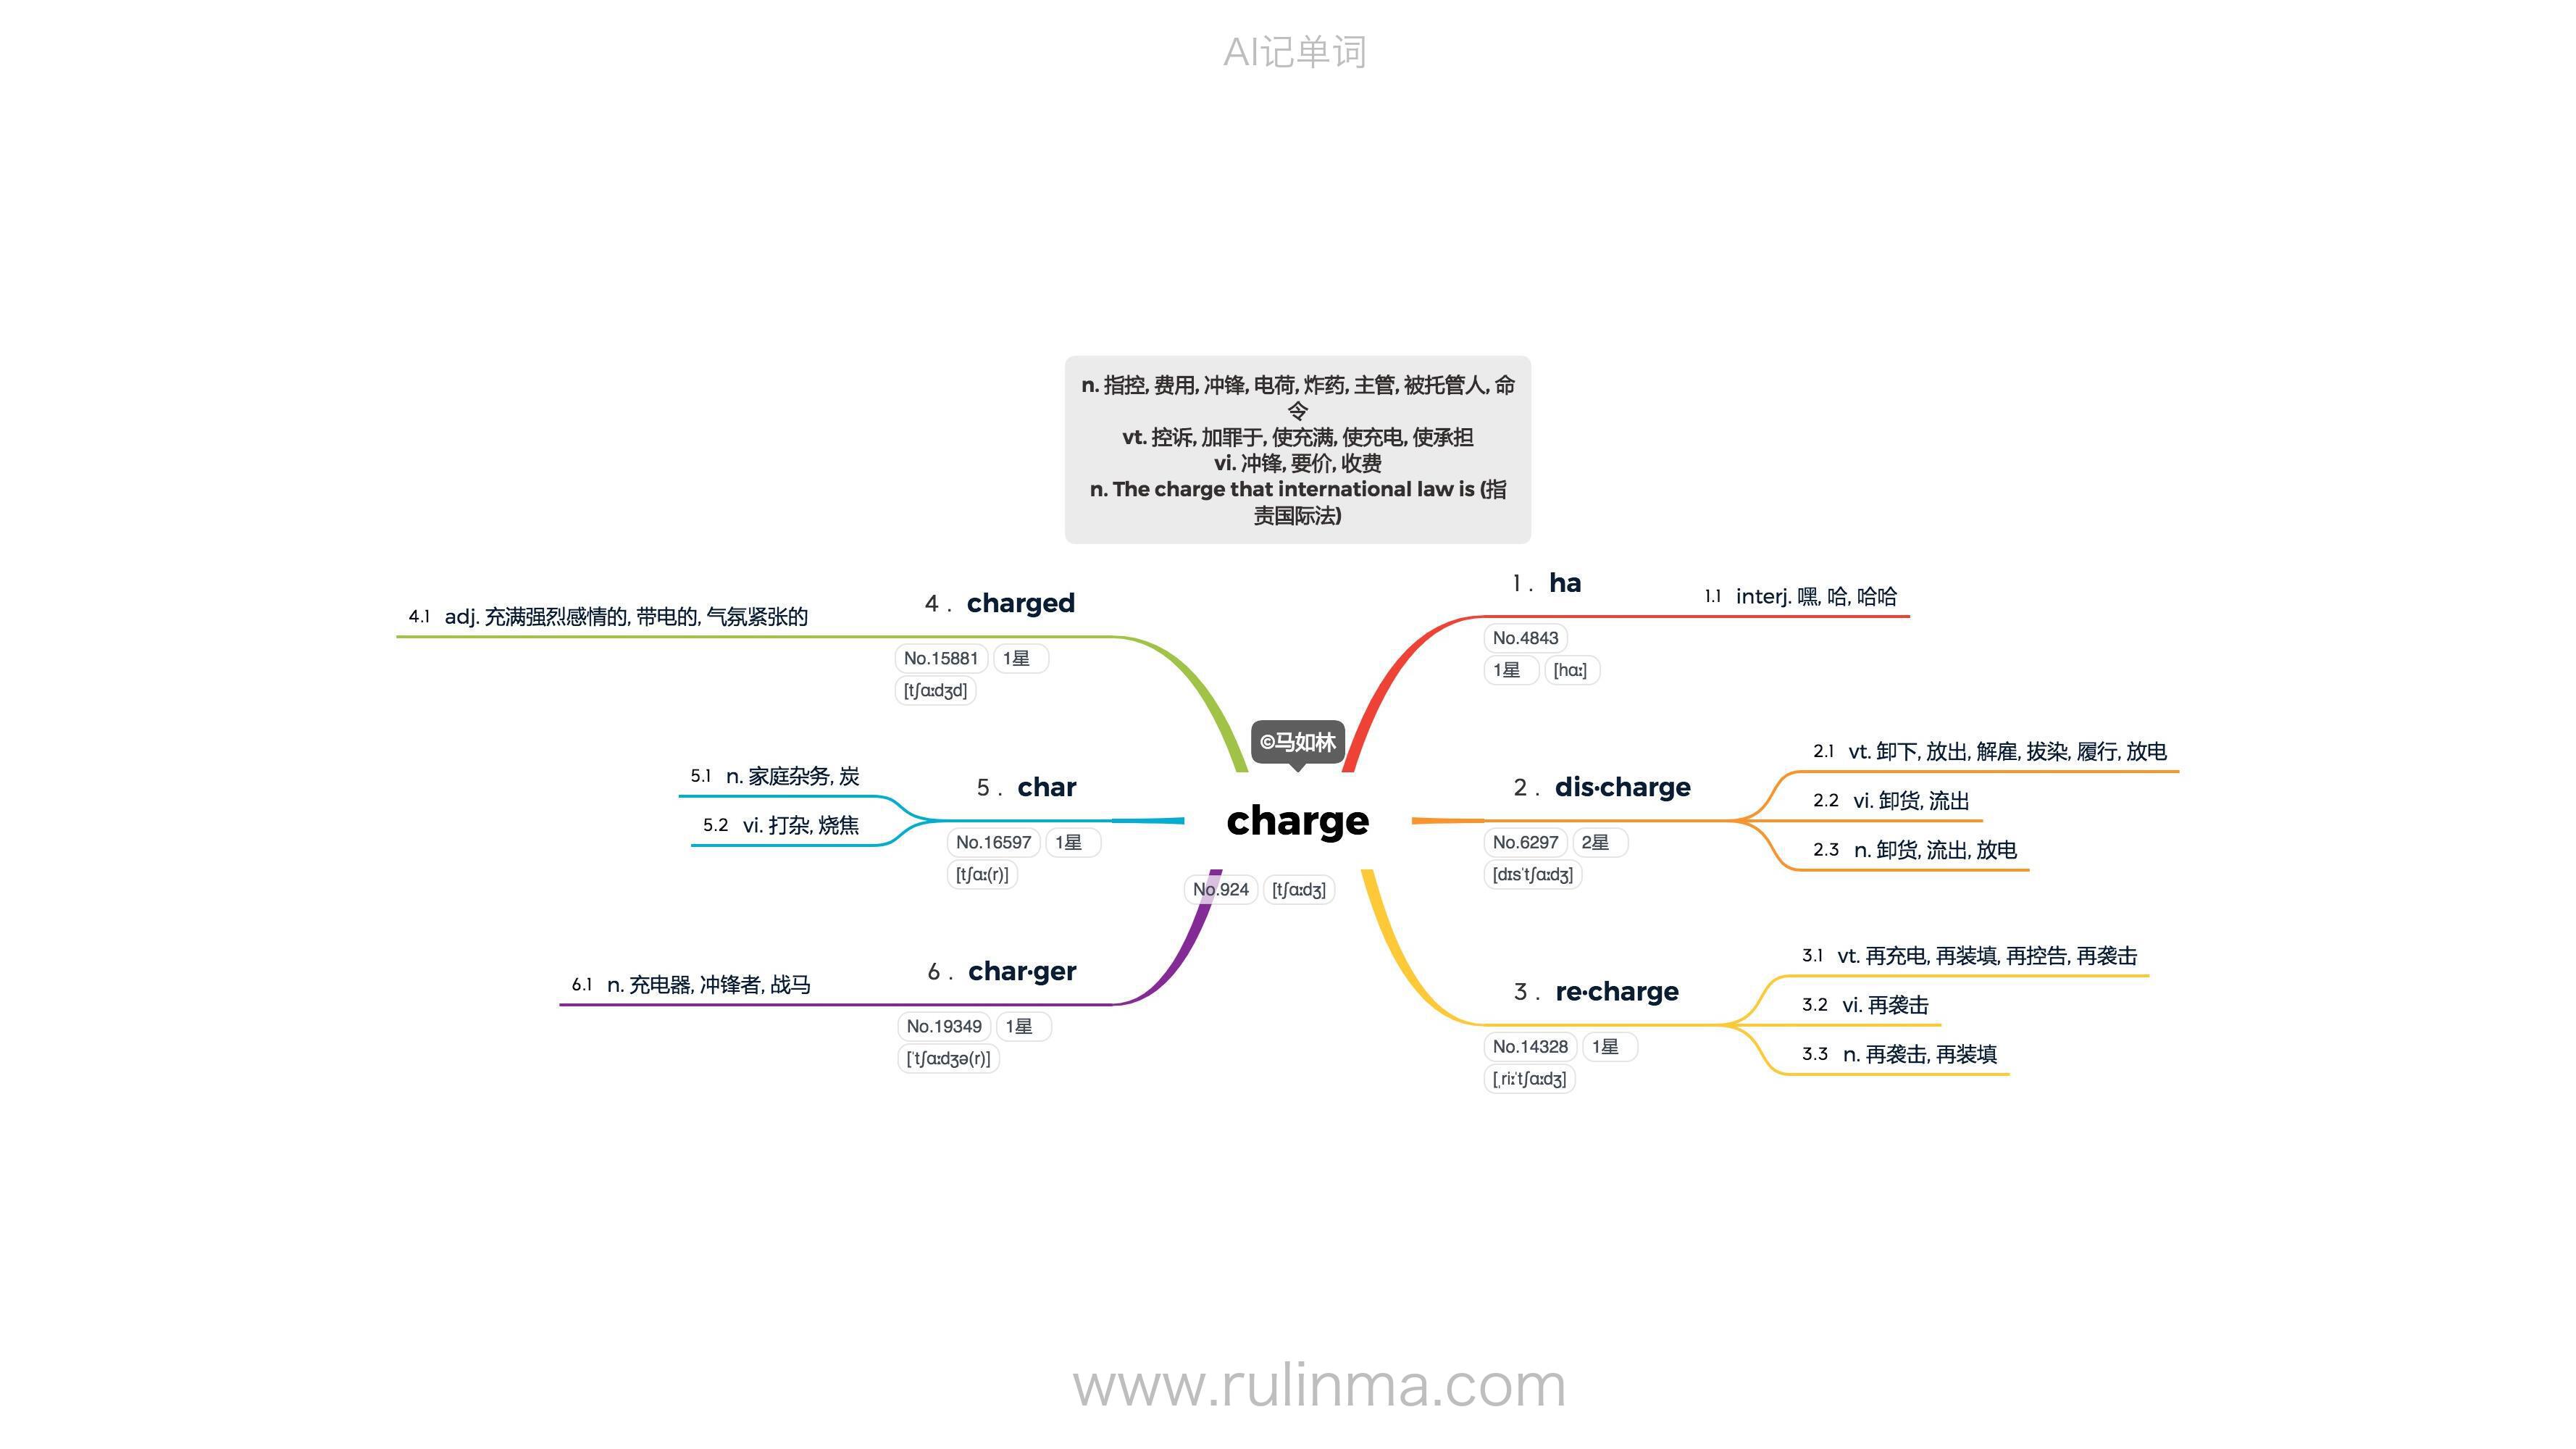 AI记单词
n. 指控, 费用, 冲锋, 电荷, 炸药, 主管, 被托管人, 命
令
vt. 控诉, 加罪于, 使充满, 使充电, 使承担
vi. 冲锋, 要价, 收费
n. The charge that international law is (指
责国际法)
©马如林
charge
No.924 [tʃɑːdʒ]
1. ha
No.4843
1星 [hɑː]
1.1 interj. 嘿, 哈, 哈哈
2. dis·charge
No.6297 2星
[dɪsˈtʃɑːdʒ]
2.1 vt. 卸下, 放出, 解雇, 拔染, 履行, 放电
2.2 vi. 卸货, 流出
2.3 n. 卸货, 流出, 放电
3. re·charge
No.14328 1星
[ˌriːˈtʃɑːdʒ]
3.1 vt. 再充电, 再装填, 再控告, 再袭击
3.2 vi. 再袭击
3.3 n. 再袭击, 再装填
4. charged
No.15881 1星
[tʃɑːdʒd]
4.1 adj. 充满强烈感情的, 带电的, 气氛紧张的
5. char
No.16597 1星
[tʃɑː(r)]
5.1 n. 家庭杂务, 炭
5.2 vi. 打杂, 烧焦
6. char·ger
No.19349 1星
[ˈtʃɑːdʒə(r)]
6.1 n. 充电器, 冲锋者, 战马
www.rulinma.com